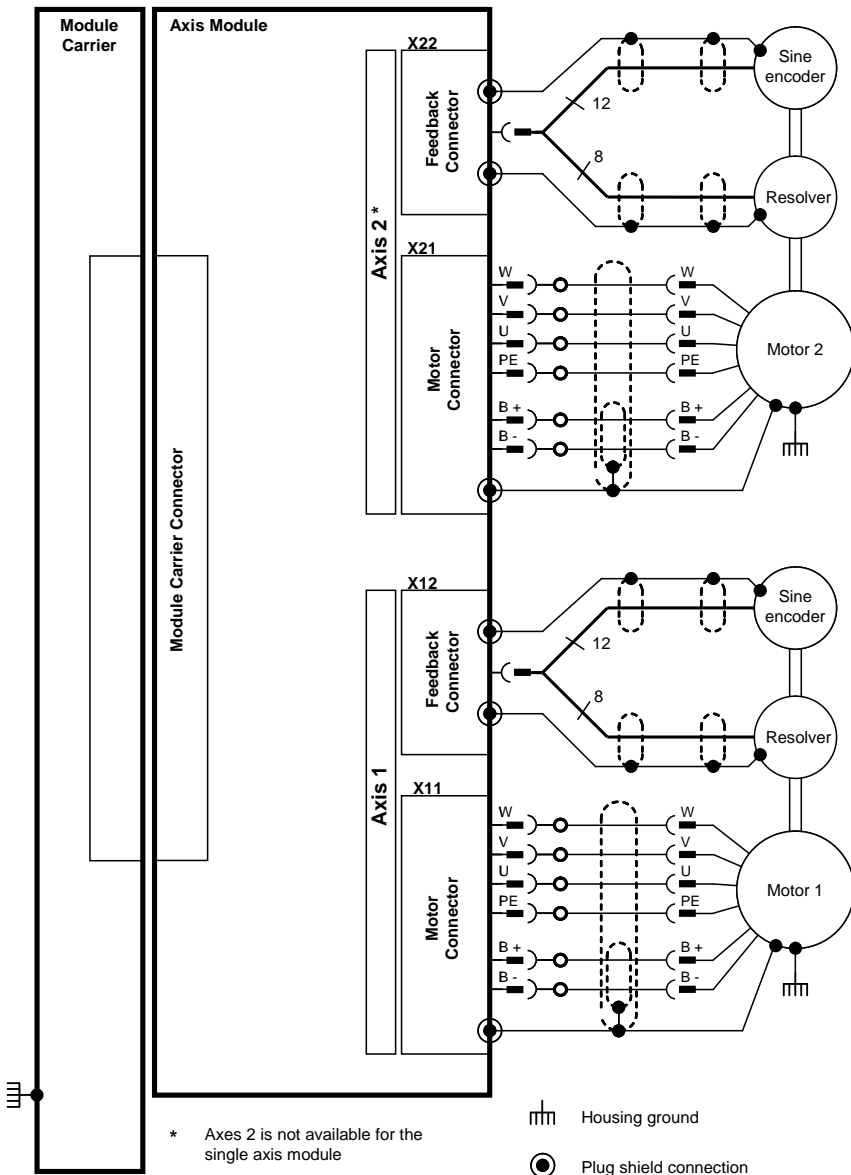 Module
Carrier
Axis Module
Module Carrier Connector
Axis 2 *
X22
Feedback
Connector
12
8
Sine
encoder
Resolver
X21
Motor
Connector
W
V
U
PE
B +
B -
W
V
U
PE
B +
B -
Motor 2
Axis 1
X12
Feedback
Connector
12
8
Sine
encoder
Resolver
X11
Motor
Connector
W
V
U
PE
B +
B -
W
V
U
PE
B +
B -
Motor 1
* Axes 2 is not available for the
single axis module
Housing ground
Plug shield connection